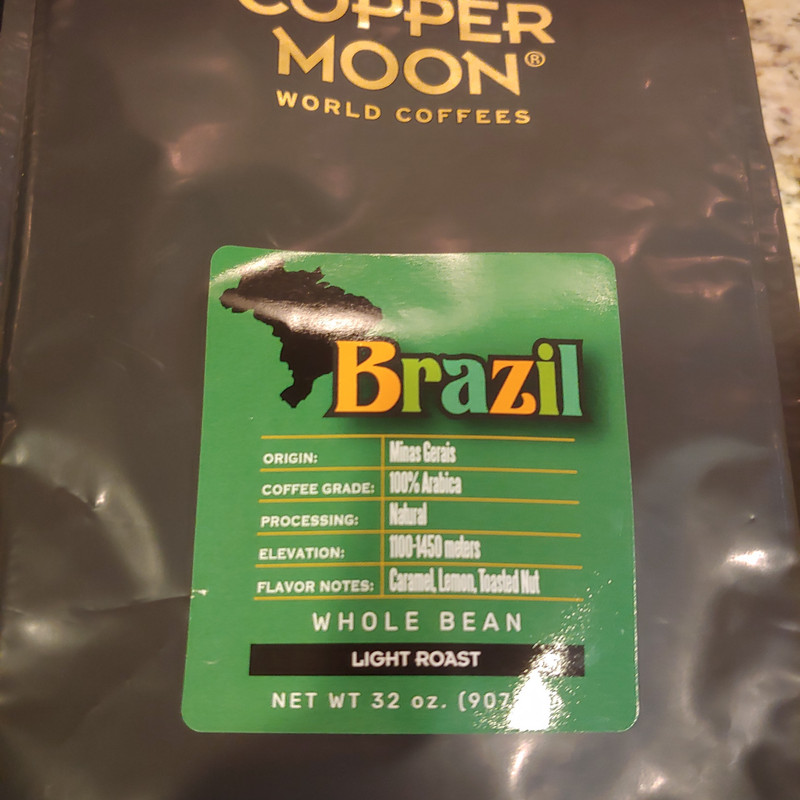 COPPER
MOON®
WORLD COFFEES
Brazil
ORIGIN: Minas Gerais
COFFEE GRADE: 100% Arabica
PROCESSING: Natural
ELEVATION: 1100-1450 meters
FLAVOR NOTES: Caramel, Lemon, Toasted Nut
WHOLE BEAN
LIGHT ROAST
NET WT 32 oz. (907